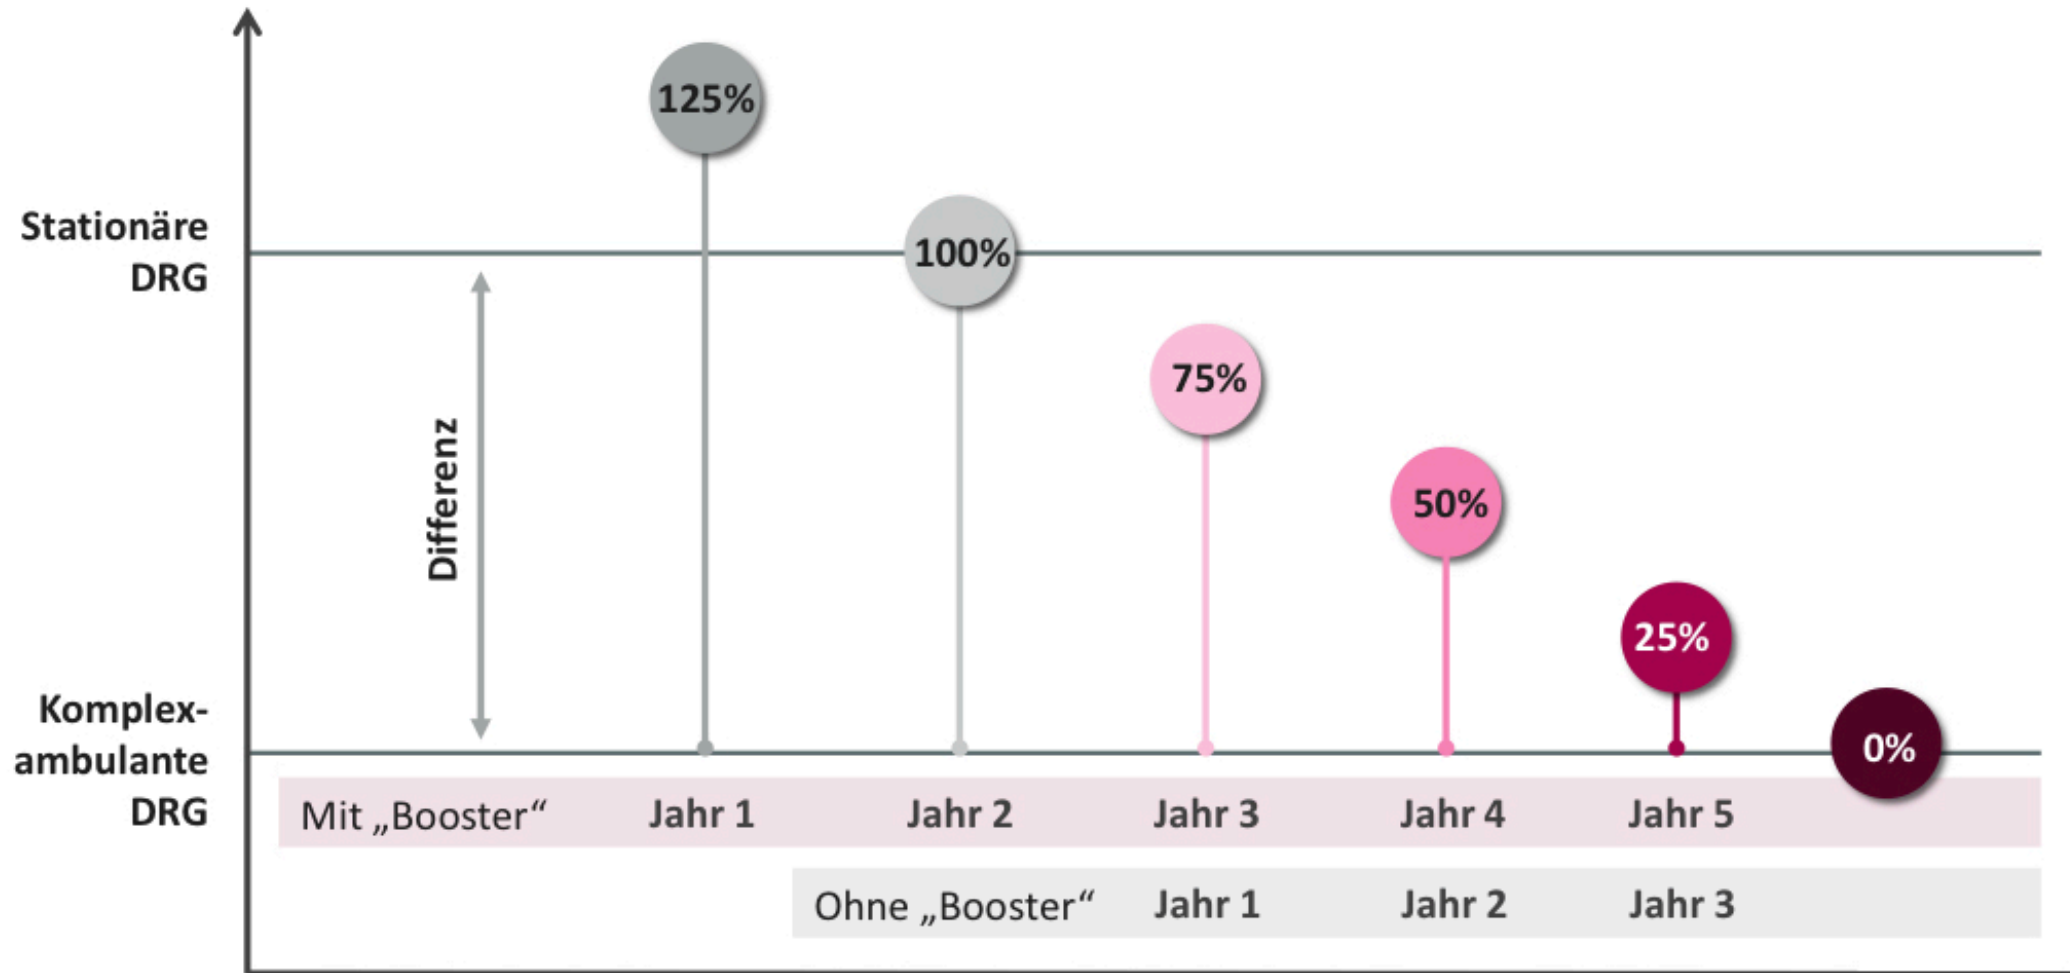 125%
Stationäre
DRG
100%
75%
50%
Differenz
25%
Komplex-
ambulante
DRG
0%
Mit „Booster“ Jahr 1 Jahr 2 Jahr 3 Jahr 4 Jahr 5
Ohne „Booster“ Jahr 1 Jahr 2 Jahr 3